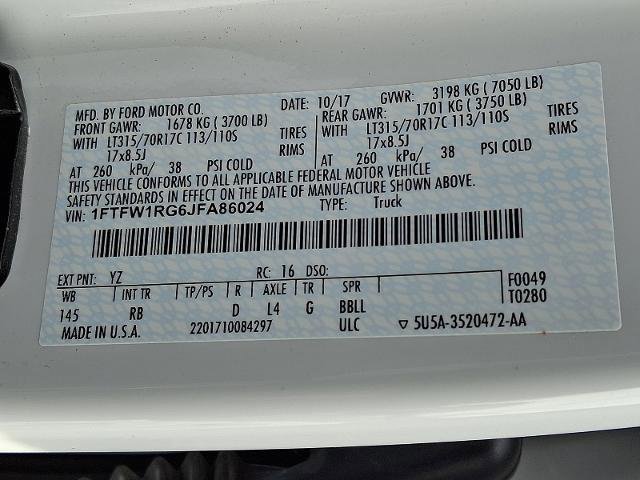 MFD. BY FORD MOTOR CO. DATE: 10/17 GVWR: 3198 KG (7050 LB)
FRONT GAWR: 1678 KG (3700 LB) REAR GAWR: 1701 KG (3750 LB)
WITH LT315/70R17C 113/110S TIRES WITH LT315/70R17C 113/110S TIRES
17x8.5J RIMS 17x8.5J RIMS
AT 260 kPa/ 38 PSI COLD AT 260 kPa/ 38 PSI COLD
THIS VEHICLE CONFORMS TO ALL APPLICABLE FEDERAL MOTOR VEHICLE
SAFETY STANDARDS IN EFFECT ON THE DATE OF MANUFACTURE SHOWN ABOVE.
VIN: 1FTFW1RG6JFA86024 TYPE: Truck
EXT PNT: YZ RC: 16 DSO: F0049
WB INT TR TP/PS R AXLE TR SPR T0280
145 RB D L4 G BBLL
MADE IN U.S.A. 2201710084297 ULC ▽ 5U5A-3520472-AA